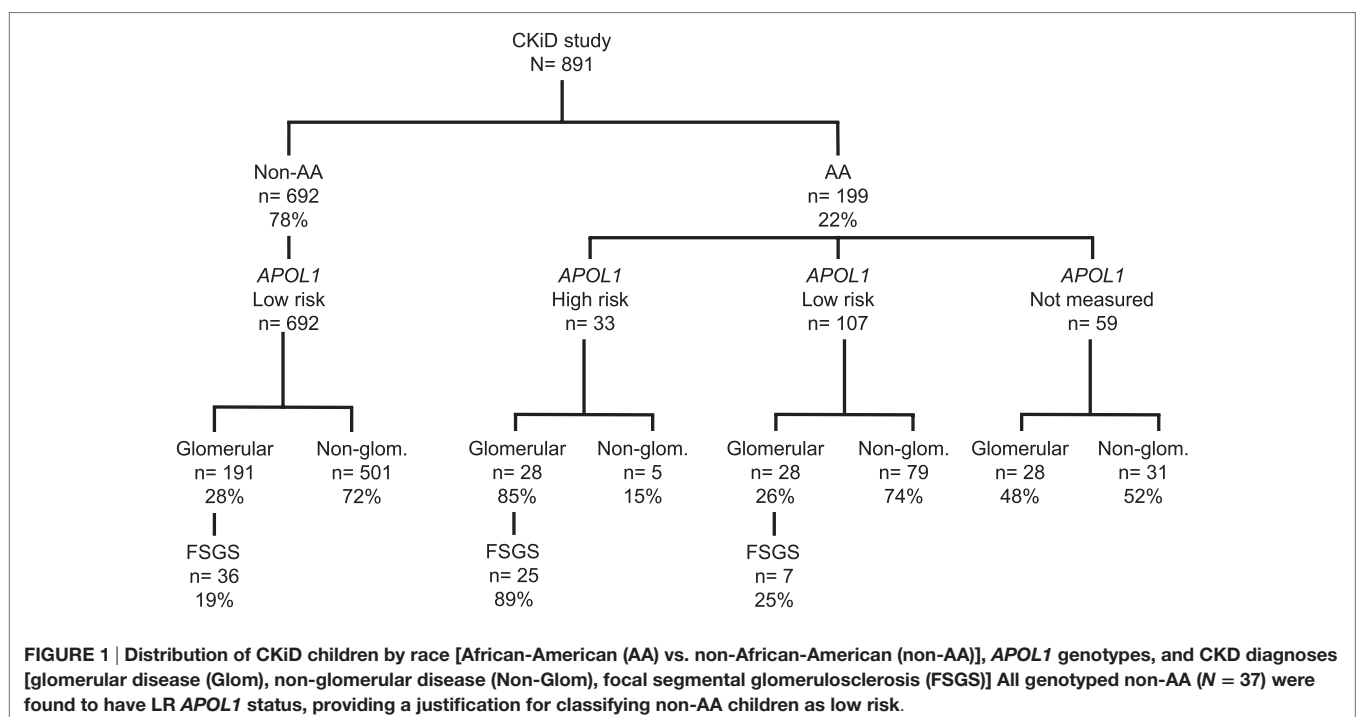 CKiD study
N= 891
Non-AA
n= 692
78%
AA
n= 199
22%
APOL1
Low risk
n= 692
APOL1
High risk
n= 33
APOL1
Low risk
n= 107
APOL1
Not measured
n= 59
Glomerular
n= 191
28%
Non-glom.
n= 501
72%
Glomerular
n= 28
85%
Non-glom.
n= 5
15%
Glomerular
n= 28
26%
Non-glom.
n= 79
74%
Glomerular
n= 28
48%
Non-glom.
n= 31
52%
FSGS
n= 36
19%
FSGS
n= 25
89%
FSGS
n= 7
25%
FIGURE 1 | Distribution of CKiD children by race [African-American (AA) vs. non-African-American (non-AA)], APOL1 genotypes, and CKD diagnoses
[glomerular disease (Glom), non-glomerular disease (Non-Glom), focal segmental glomerulosclerosis (FSGS)] All genotyped non-AA (N = 37) were
found to have LR APOL1 status, providing a justification for classifying non-AA children as low risk.